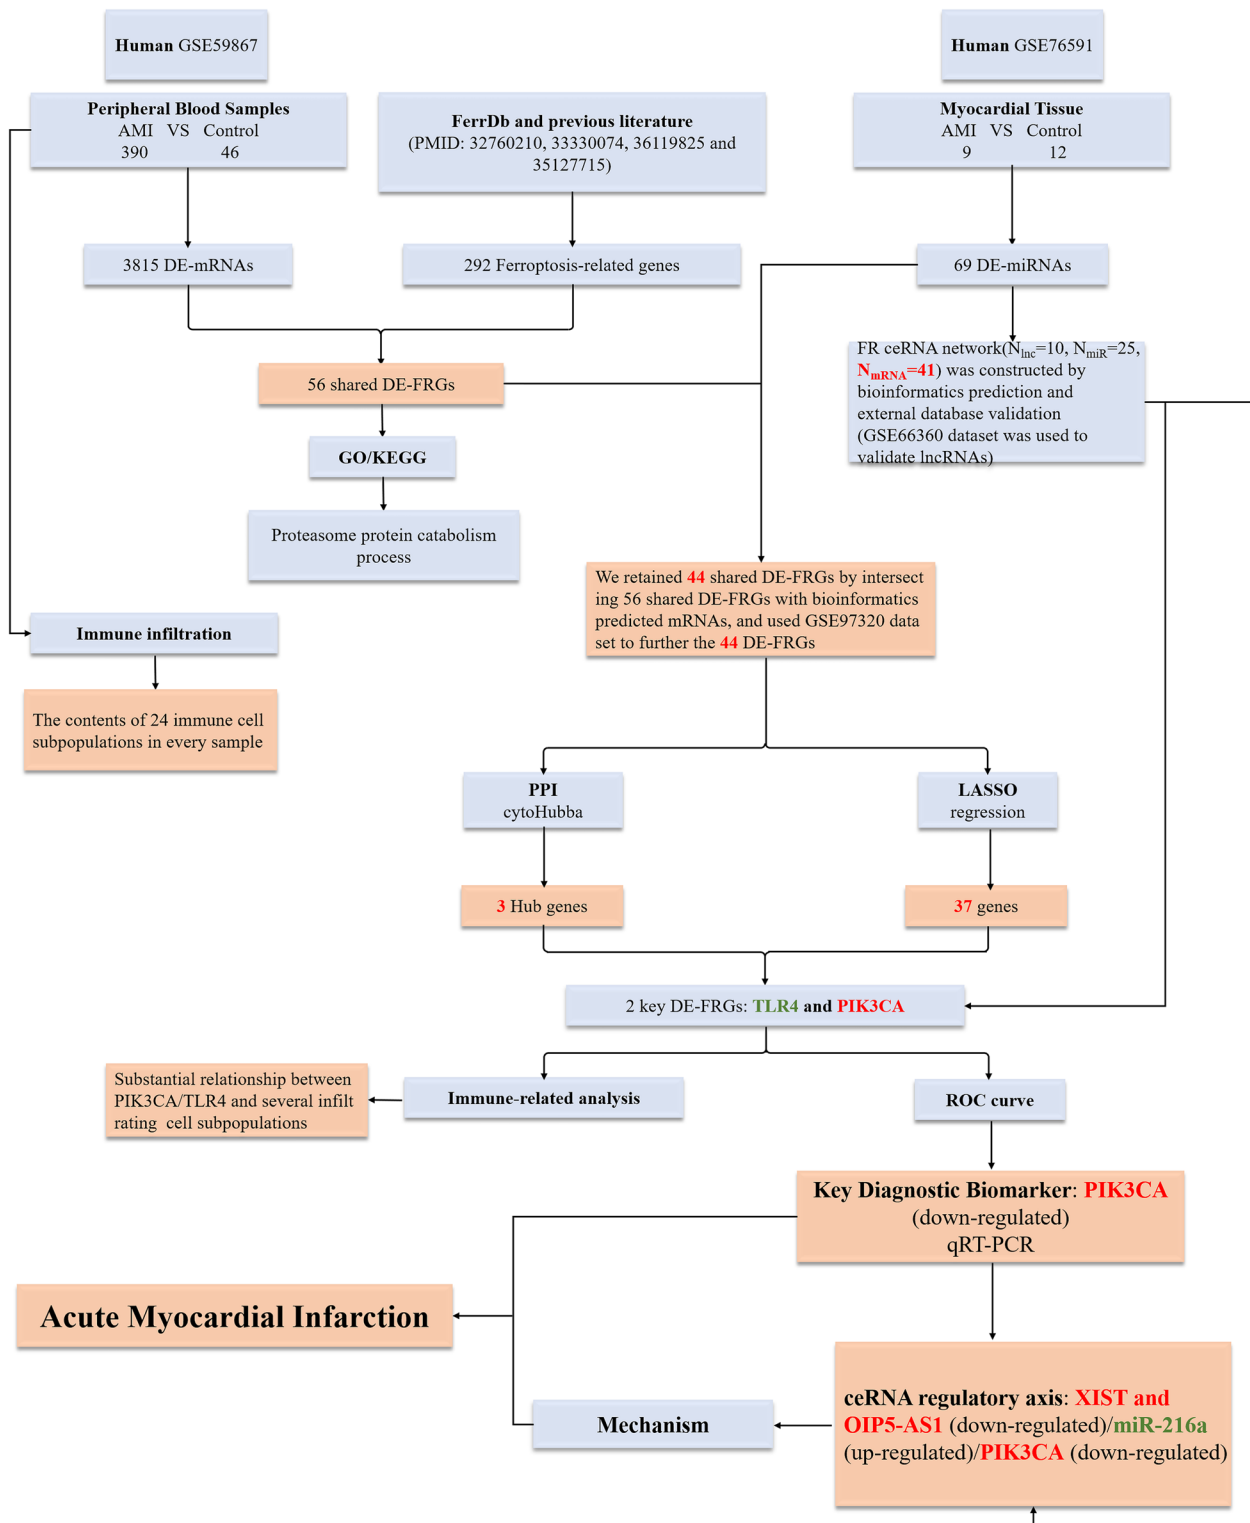 Human GSE59867
Human GSE76591
Peripheral Blood Samples
AMI VS Control
390 46
FerrDb and previous literature
(PMID: 32760210, 33330074, 36119825 and
35127715)
Myocardial Tissue
AMI VS Control
9 12
3815 DE-mRNAs
292 Ferroptosis-related genes
69 DE-miRNAs
FR ceRNA network(Nlnc=10, NmiR=25,
NmRNA=41) was constructed by
bioinformatics prediction and
external database validation
(GSE66360 dataset was used to
validate lncRNAs)
56 shared DE-FRGs
GO/KEGG
Proteasome protein catabolism
process
We retained 44 shared DE-FRGs by intersect
ing 56 shared DE-FRGs with bioinformatics
predicted mRNAs, and used GSE97320 data
set to further the 44 DE-FRGs
Immune infiltration
The contents of 24 immune cell
subpopulations in every sample
PPI
cytoHubba
LASSO
regression
3 Hub genes
37 genes
2 key DE-FRGs: TLR4 and PIK3CA
Substantial relationship between
PIK3CA/TLR4 and several infilt
rating cell subpopulations
Immune-related analysis
ROC curve
Key Diagnostic Biomarker: PIK3CA
(down-regulated)
qRT-PCR
Acute Myocardial Infarction
Mechanism
ceRNA regulatory axis: XIST and
OIP5-AS1 (down-regulated)/miR-216a
(up-regulated)/PIK3CA (down-regulated)